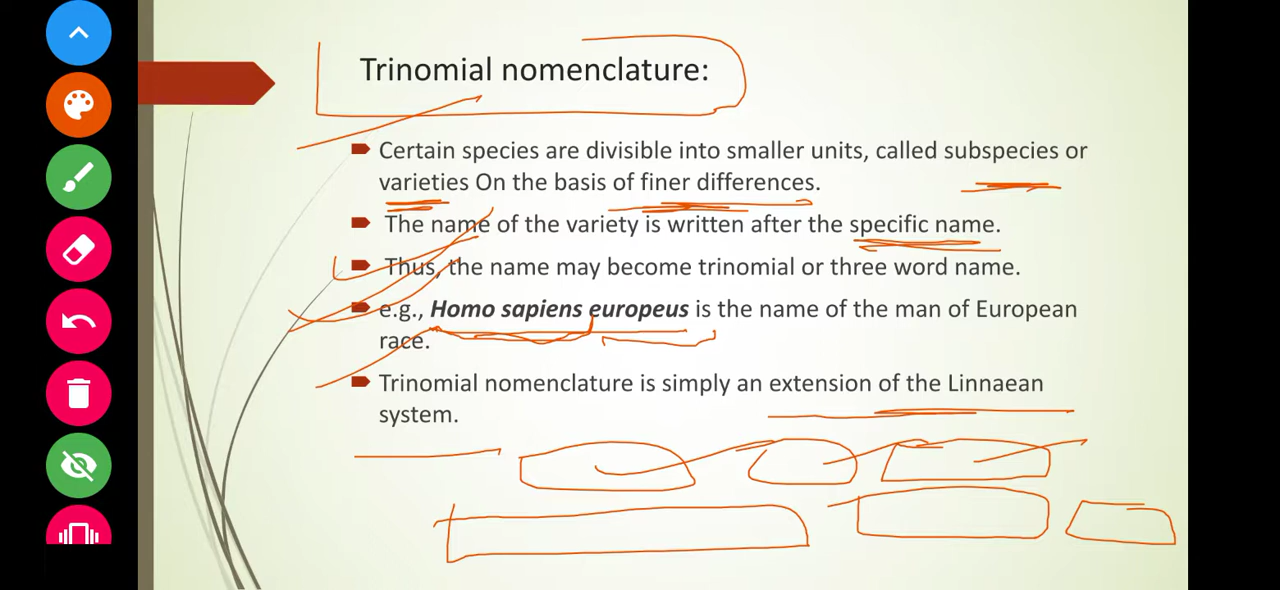 Trinomial nomenclature:
Certain species are divisible into smaller units, called subspecies or
varieties On the basis of finer differences.
The name of the variety is written after the specific name.
Thus, the name may become trinomial or three word name.
e.g., Homo sapiens europeus is the name of the man of European
race.
Trinomial nomenclature is simply an extension of the Linnaean
system.